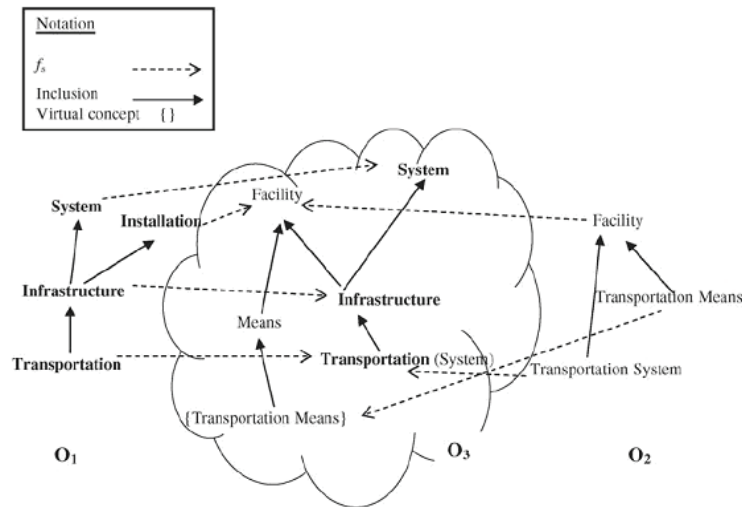 Notation
fs
Inclusion
Virtual concept { }
System
Facility
System
Installation
Facility
Infrastructure
Infrastructure
Transportation Means
Means
Transportation
Transportation (System)
Transportation System
{Transportation Means}
O1
O3
O2